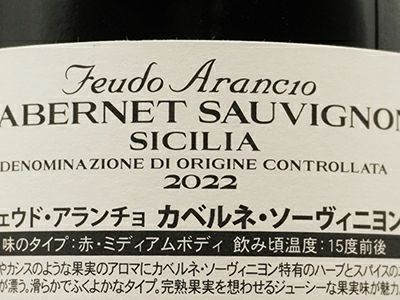 Feudo Arancio
CABERNET SAUVIGNON
SICILIA
DENOMINAZIONE DI ORIGINE CONTROLLATA
2022
フェウド・アランチョ カベルネ・ソーヴィニヨン
味のタイプ:赤・ミディアムボディ 飲み頃温度:15度前後
やカシスのような果実のアロマにカベルネ・ソーヴィニヨン特有のハーブとスパイスの
が漂う。滑らかでふくよかなタイプ。完熟果実を想わせるジューシーな果実味が魅力